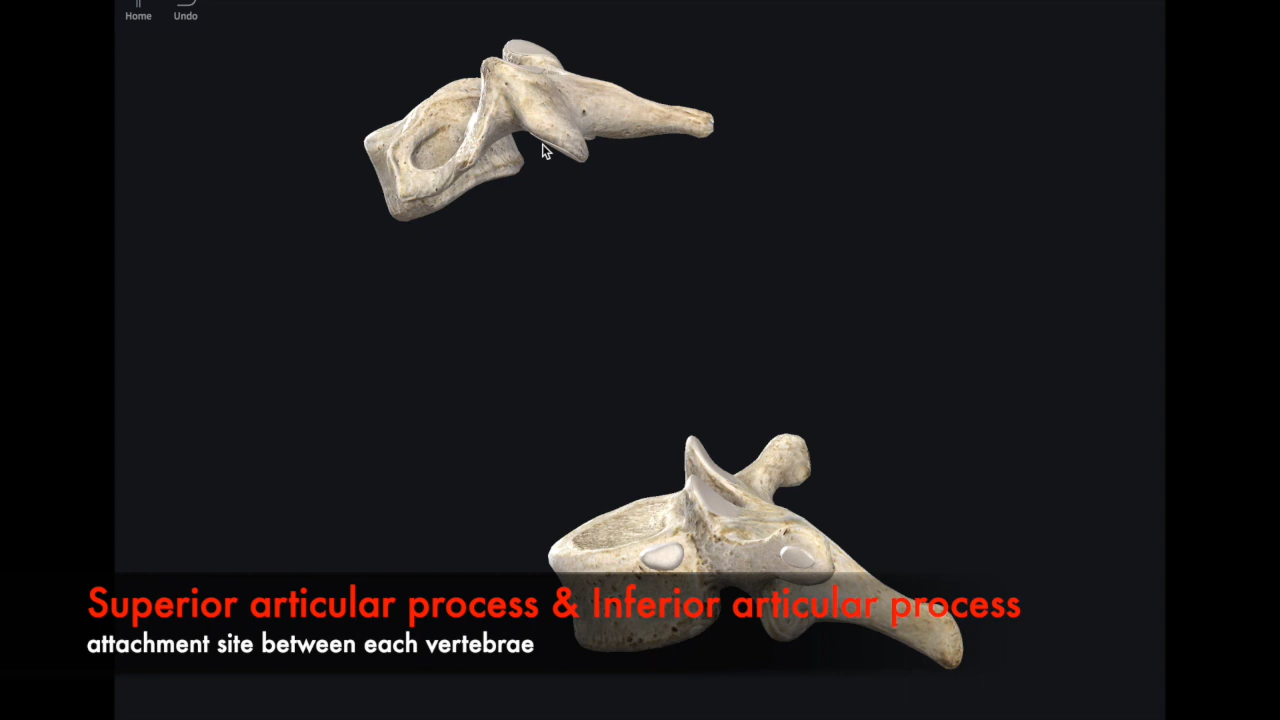 Home Undo
Superior articular process & Inferior articular process
attachment site between each vertebrae